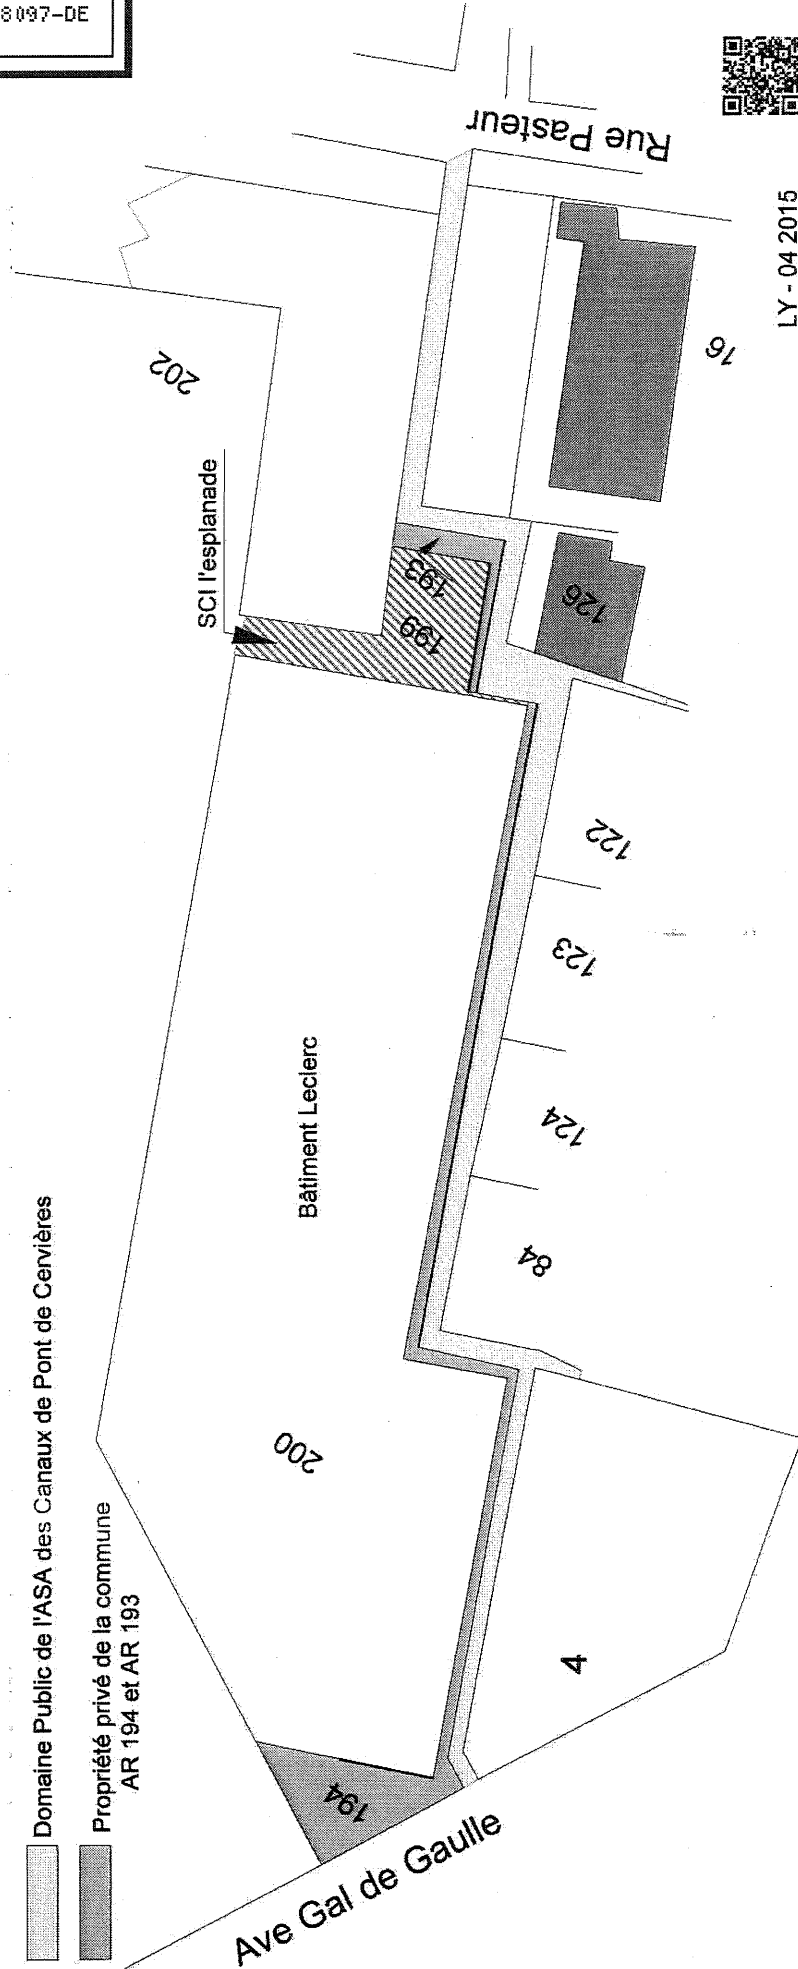 8097-DE
Domaine Public de l'ASA des Canaux de Pont de Cervières
Propriété privé de la commune
AR 194 et AR 193
Ave Gal de Gaulle
194
200
4
Bâtiment Leclerc
84
124
123
122
SCI l'esplanade
199
193
126
202
16
Rue Pasteur
LY - 04 2015